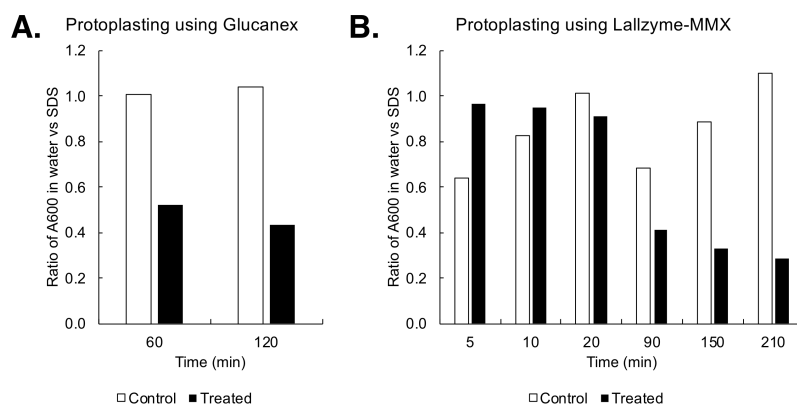 A. Protoplasting using Glucanex
1.2
1.0
0.8
0.6
0.4
0.2
0.0
Ratio of A600 in water vs SDS
60 120
Time (min)
Control Treated
B. Protoplasting using Lallzyme-MMX
1.2
1.0
0.8
0.6
0.4
0.2
0.0
Ratio of A600 in water vs SDS
5 10 20 90 150 210
Time (min)
Control Treated